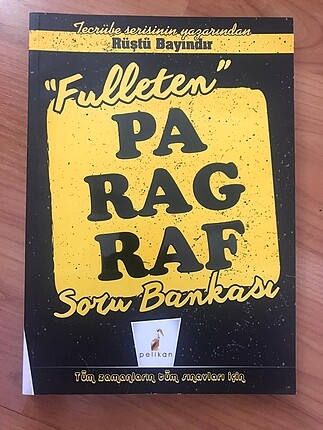 Tecrübe serisinin yazarından
Rüştü Bayındır
"Fulleten"
PA
RAG
RAF
Soru Bankası
pelikan
Tüm zamanların tüm sınavları için